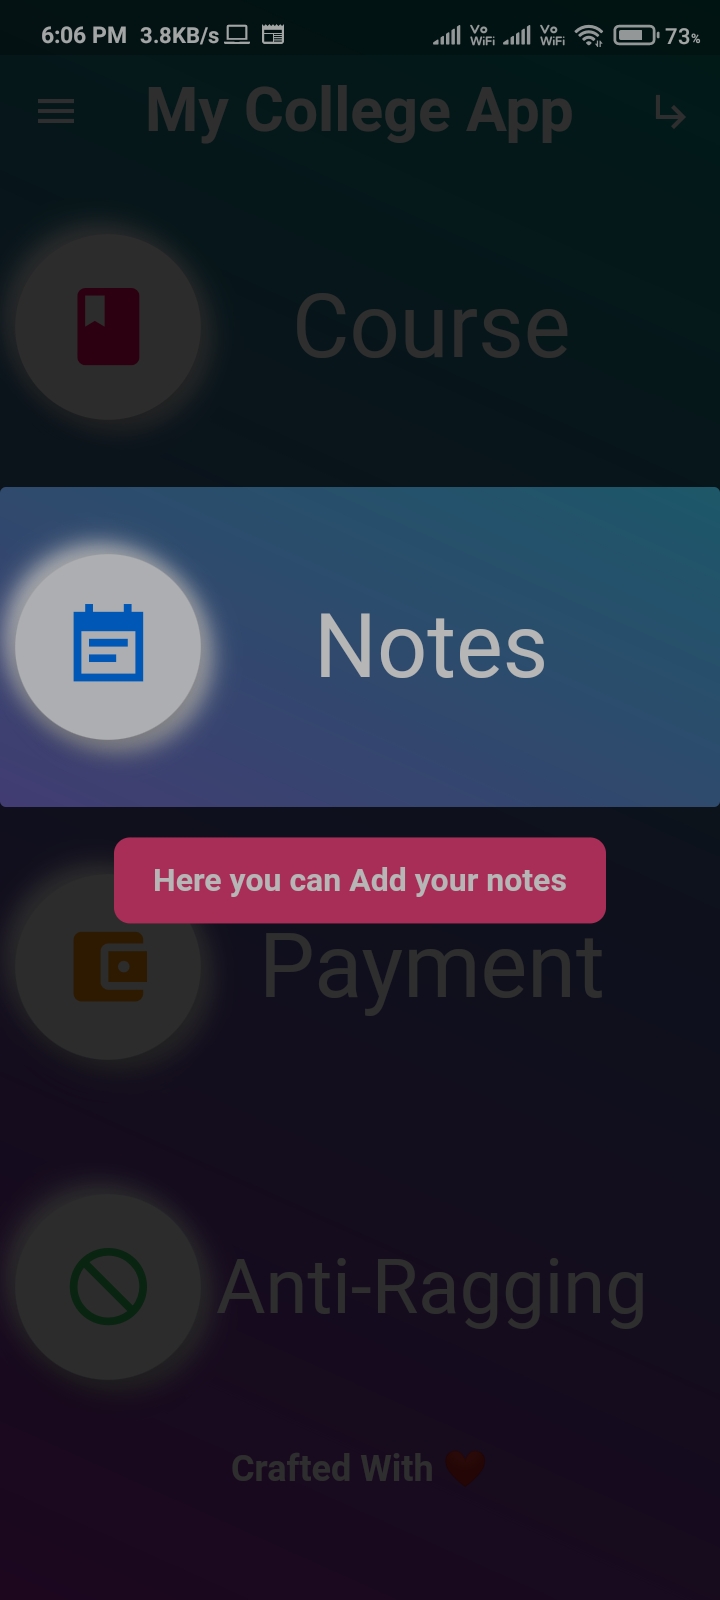 6:06 PM 3.8KB/s Vo WiFi Vo WiFi 73%
My College App
Course
Notes
Here you can Add your notes
Payment
Anti-Ragging
Crafted With ❤️